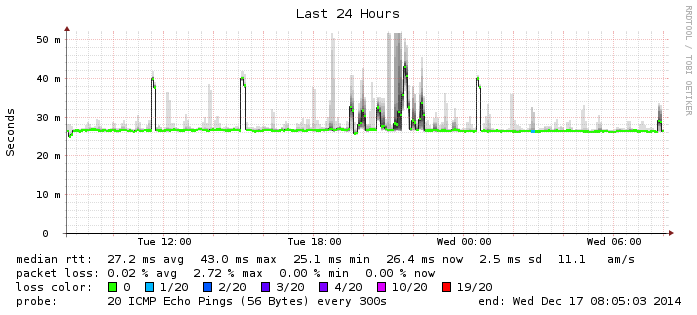 Last 24 Hours
RRDTOOL / TOBI OETIKER
Seconds
50 m
40 m
30 m
20 m
10 m
0
Tue 12:00 Tue 18:00 Wed 00:00 Wed 06:00
median rtt: 27.2 ms avg 43.0 ms max 25.1 ms min 26.4 ms now 2.5 ms sd 11.1 am/s
packet loss: 0.02 % avg 2.72 % max 0.00 % min 0.00 % now
loss color: 0 1/20 2/20 3/20 4/20 10/20 19/20
probe: 20 ICMP Echo Pings (56 Bytes) every 300s end: Wed Dec 17 08:05:03 2014